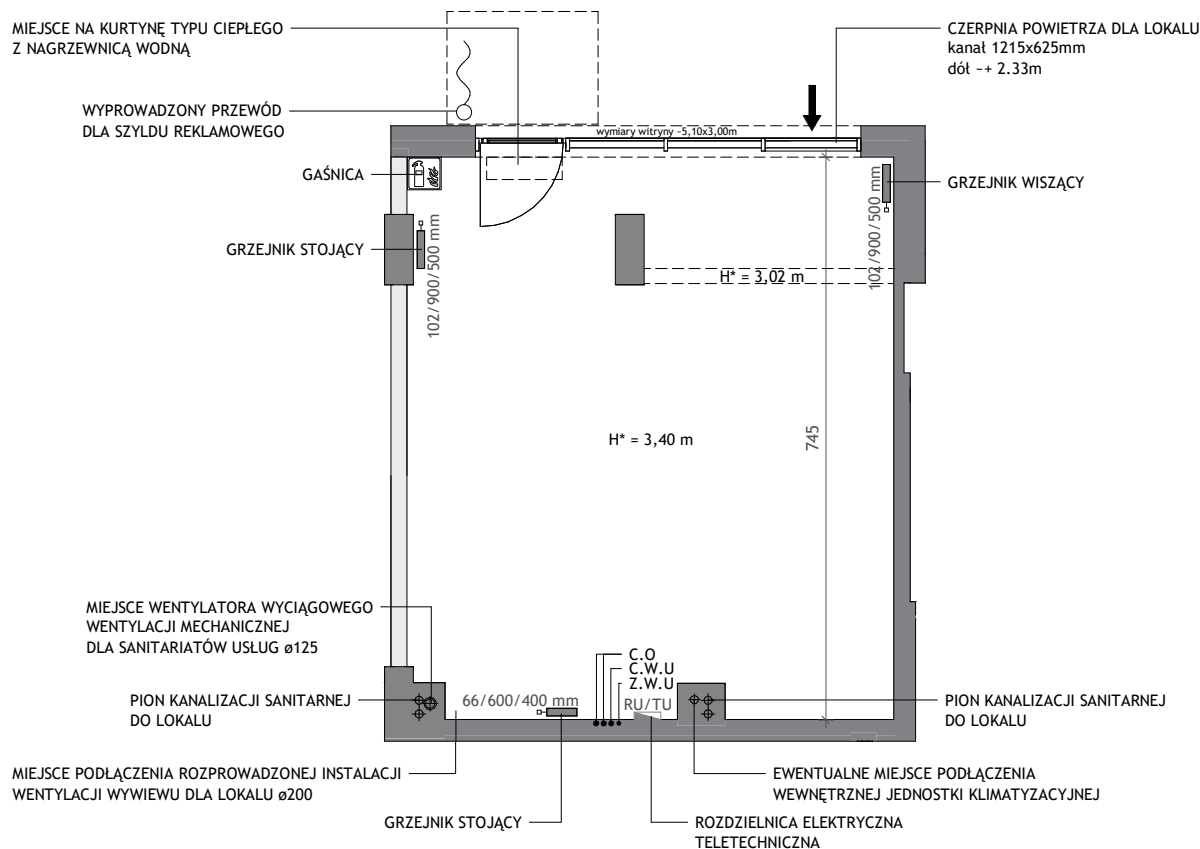 MIEJSCE NA KURTYNĘ TYPU CIEPŁEGO
Z NAGRZEWNICĄ WODNĄ
CZERPNIA POWIETRZA DLA LOKALU
kanał 1215x625mm
dół ~+ 2.33m
WYPROWADZONY PRZEWÓD
DLA SZYLDU REKLAMOWEGO
wymiary witryny ~5,10x3,00m
GAŚNICA
GRZEJNIK WISZĄCY
102/900/500 mm
GRZEJNIK STOJĄCY
102/900/500 mm
H* = 3,02 m
H* = 3,40 m
745
MIEJSCE WENTYLATORA WYCIĄGOWEGO
WENTYLACJI MECHANICZNEJ
DLA SANITARIATÓW USŁUG ø125
C.O
C.W.U
Z.W.U
RU/TU
66/600/400 mm
PION KANALIZACJI SANITARNEJ
DO LOKALU
PION KANALIZACJI SANITARNEJ
DO LOKALU
MIEJSCE PODŁĄCZENIA ROZPROWADZONEJ INSTALACJI
WENTYLACJI WYWIEWU DLA LOKALU ø200
EWENTUALNE MIEJSCE PODŁĄCZENIA
WEWNĘTRZNEJ JEDNOSTKI KLIMATYZACYJNEJ
GRZEJNIK STOJĄCY
ROZDZIELNICA ELEKTRYCZNA
TELETECHNICZNA